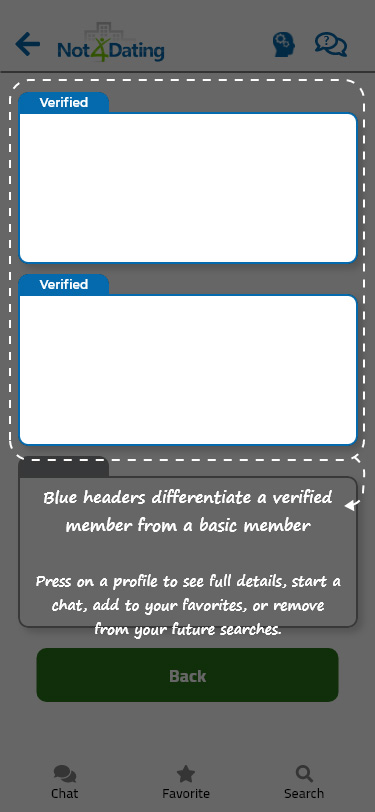 Not4Dating
?
Verified
Verified
Blue headers differentiate a verified
member from a basic member
Press on a profile to see full details, start a
chat, add to your favorites, or remove
from your future searches.
Back
Chat Favorite Search